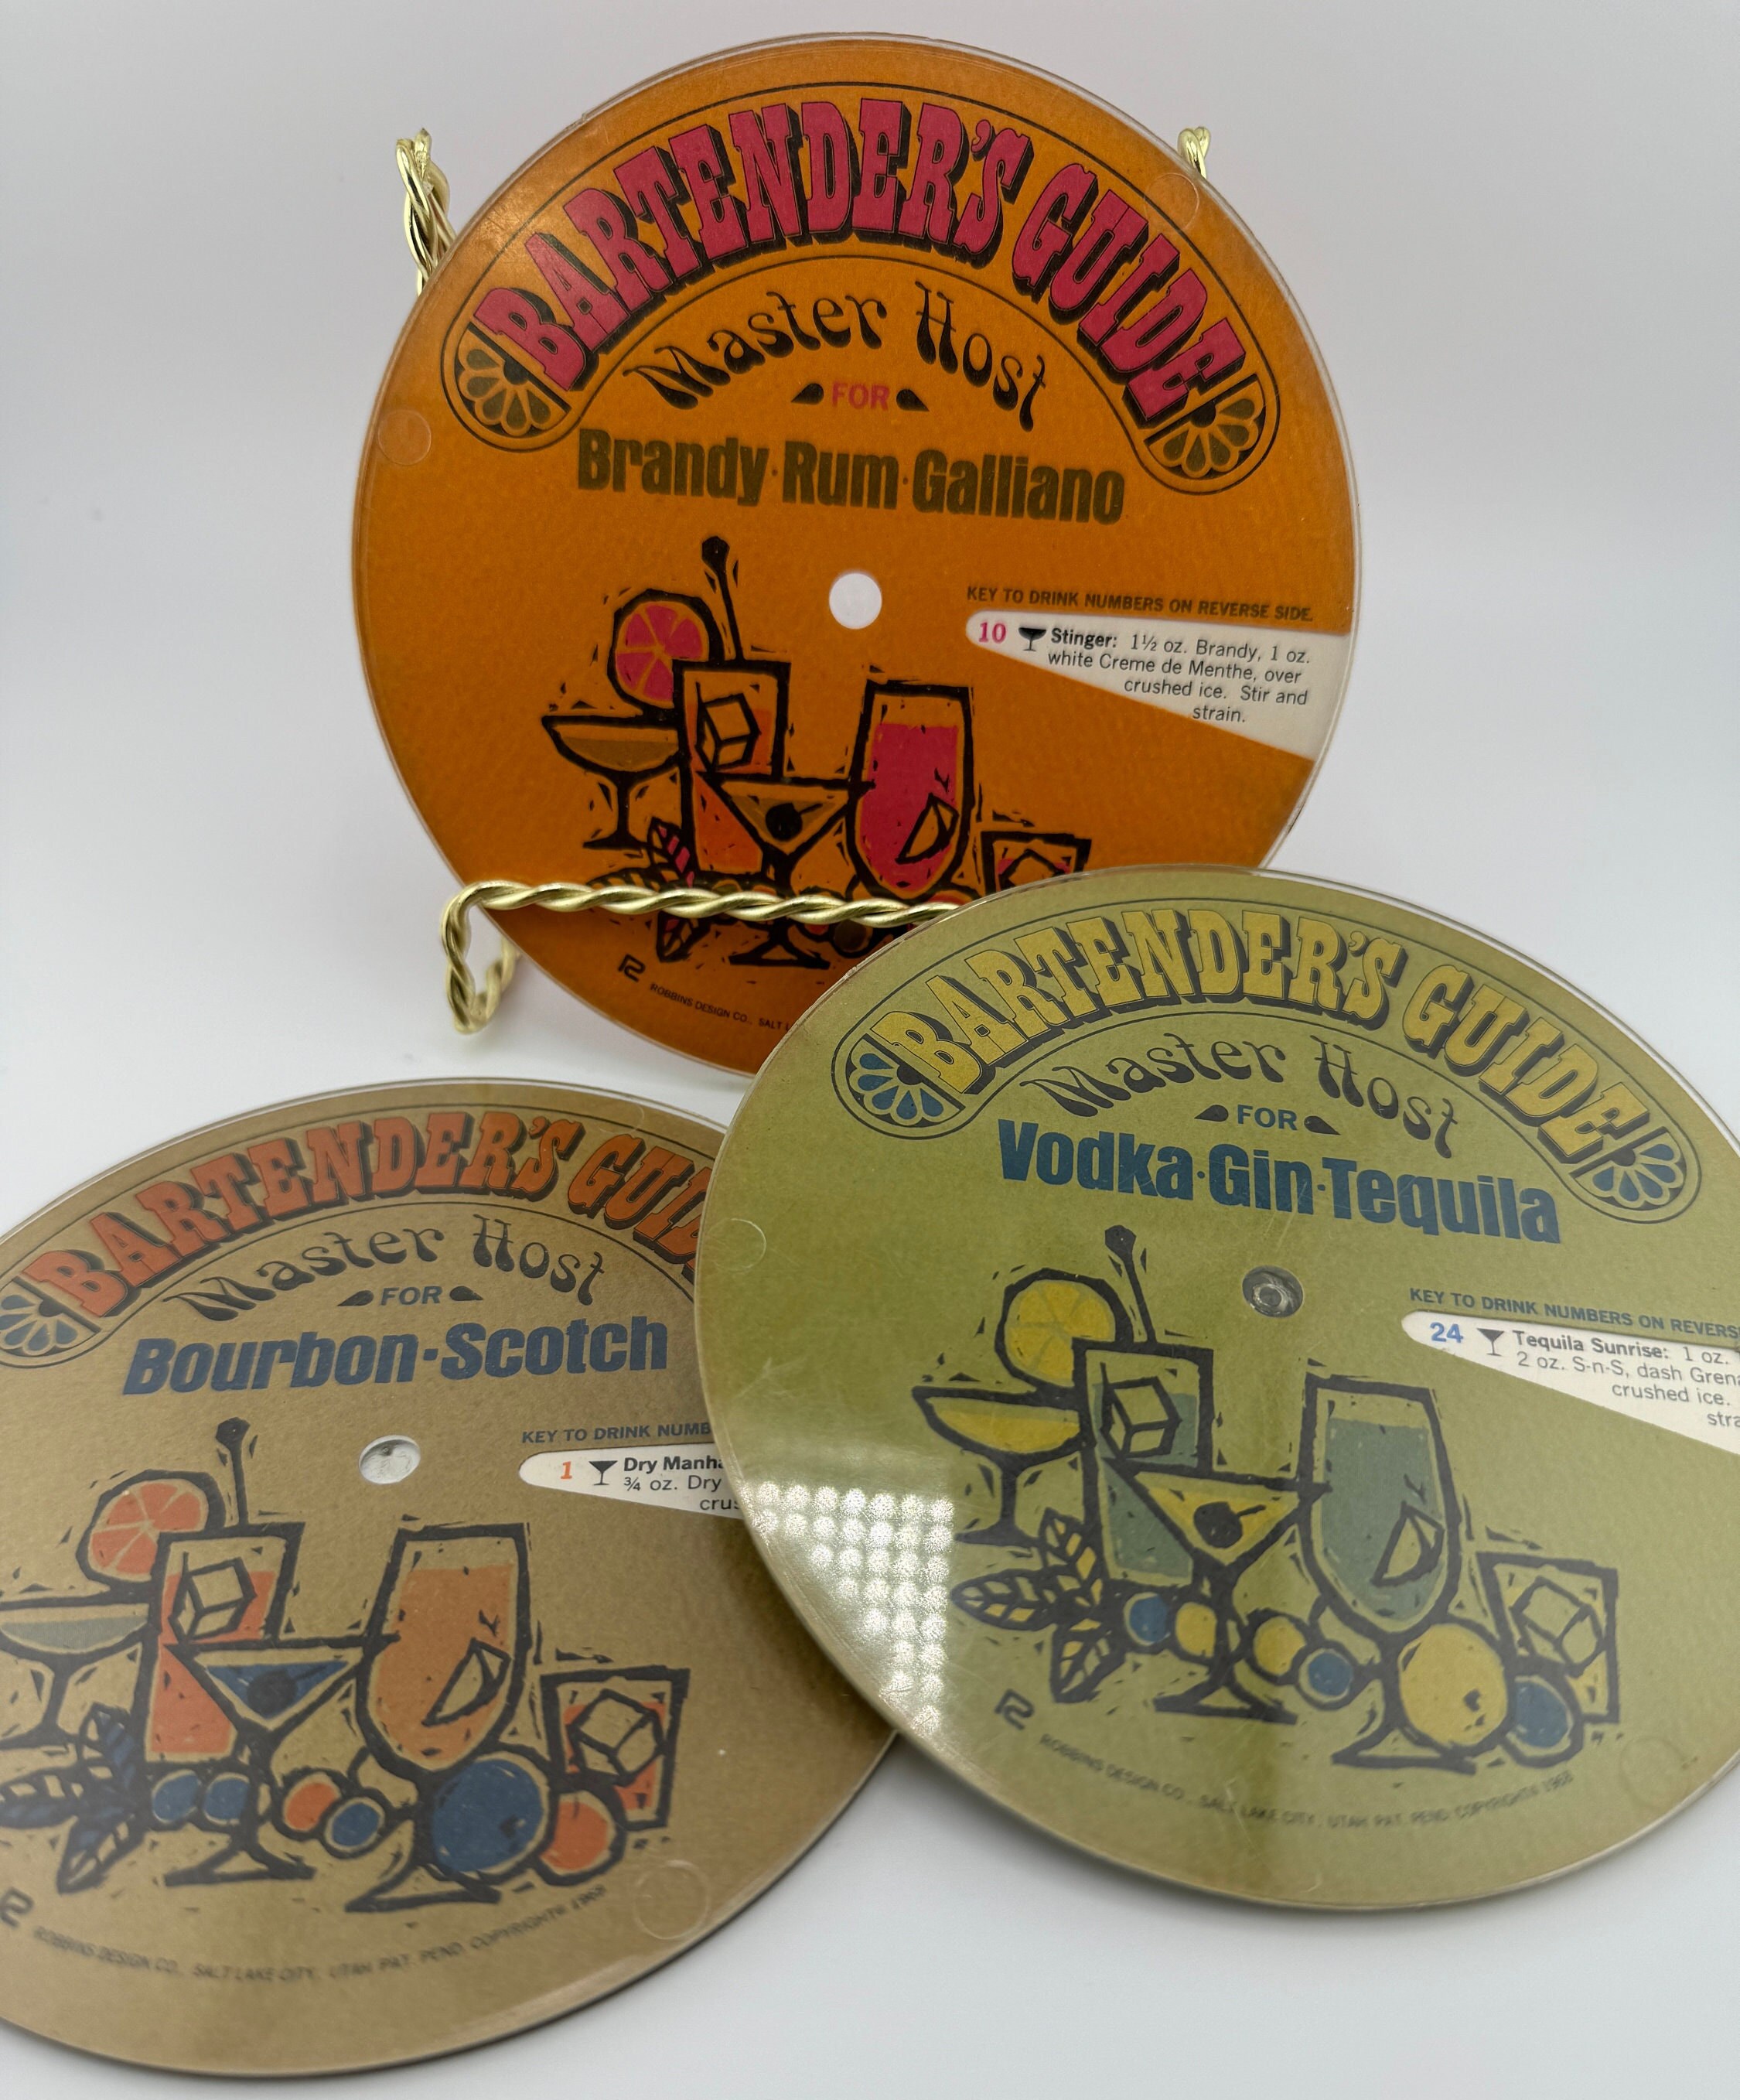 BARTENDER'S GUIDE
Master Host
FOR
Brandy·Rum·Galliano
KEY TO DRINK NUMBERS ON REVERSE SIDE.
10 Stinger: 1½ oz. Brandy, 1 oz.
white Creme de Menthe, over
crushed ice. Stir and
strain.
ROBBINS DESIGN CO., SALT L
BARTENDER'S GUIDE
Master Host
FOR
Vodka·Gin·Tequila
KEY TO DRINK NUMBERS ON REVERS
24 Tequila Sunrise: 1 oz.
2 oz. S-n-S, dash Grena
crushed ice.
stra
ROBBINS DESIGN CO., SALT LAKE CITY, UTAH PAT. PEND. COPYRIGHT© 1968
BARTENDER'S GUID
Master Host
FOR
Bourbon·Scotch
KEY TO DRINK NUMB
1 Dry Manha
¾ oz. Dry
crus
ROBBINS DESIGN CO., SALT LAKE CITY, UTAH PAT. PEND. COPYRIGHT© 1968